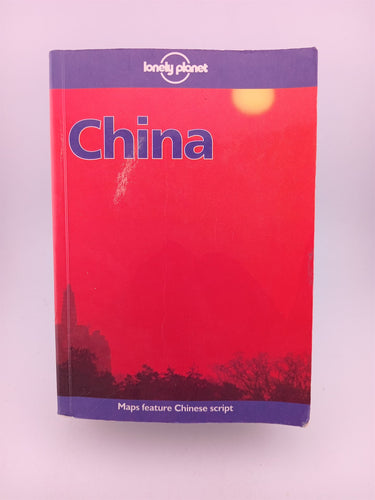 lonely planet
China
Maps feature Chinese script